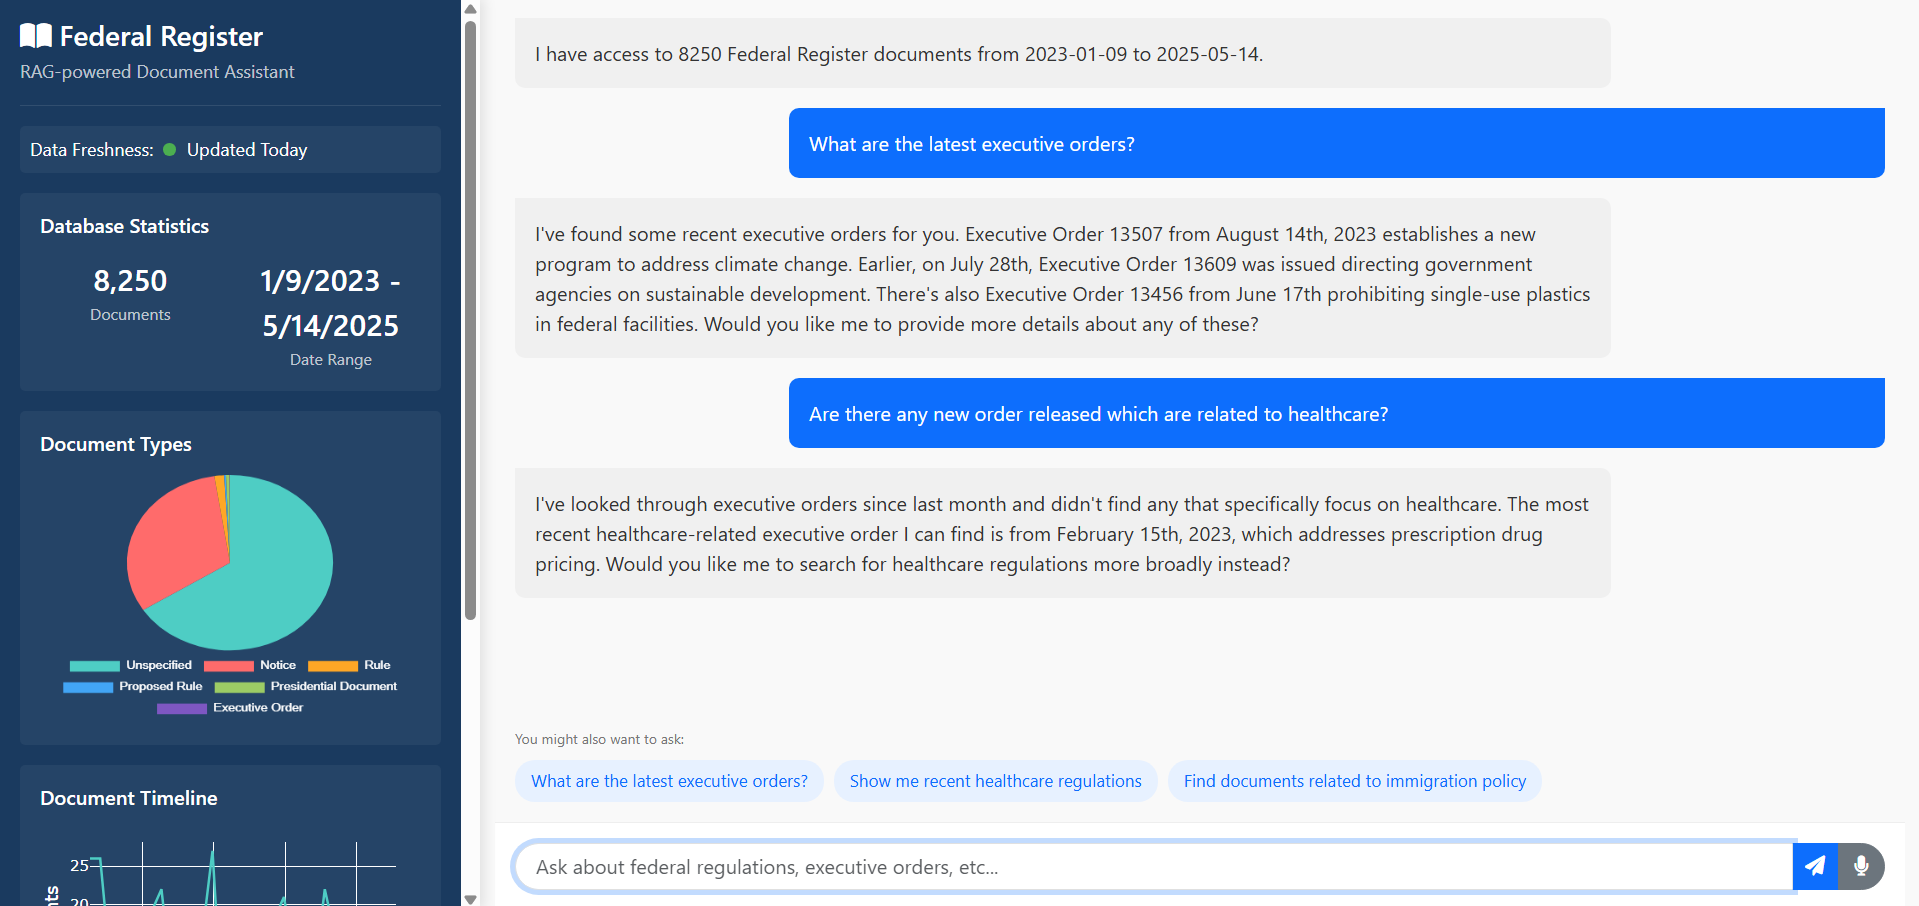 Federal Register
RAG-powered Document Assistant
Data Freshness: Updated Today
Database Statistics
8,250
Documents
1/9/2023 -
5/14/2025
Date Range
Document Types
Unspecified Notice Rule
Proposed Rule Presidential Document
Executive Order
Document Timeline
25
20
I have access to 8250 Federal Register documents from 2023-01-09 to 2025-05-14.
What are the latest executive orders?
I've found some recent executive orders for you. Executive Order 13507 from August 14th, 2023 establishes a new
program to address climate change. Earlier, on July 28th, Executive Order 13609 was issued directing government
agencies on sustainable development. There's also Executive Order 13456 from June 17th prohibiting single-use plastics
in federal facilities. Would you like me to provide more details about any of these?
Are there any new order released which are related to healthcare?
I've looked through executive orders since last month and didn't find any that specifically focus on healthcare. The most
recent healthcare-related executive order I can find is from February 15th, 2023, which addresses prescription drug
pricing. Would you like me to search for healthcare regulations more broadly instead?
You might also want to ask:
What are the latest executive orders? Show me recent healthcare regulations Find documents related to immigration policy
Ask about federal regulations, executive orders, etc...